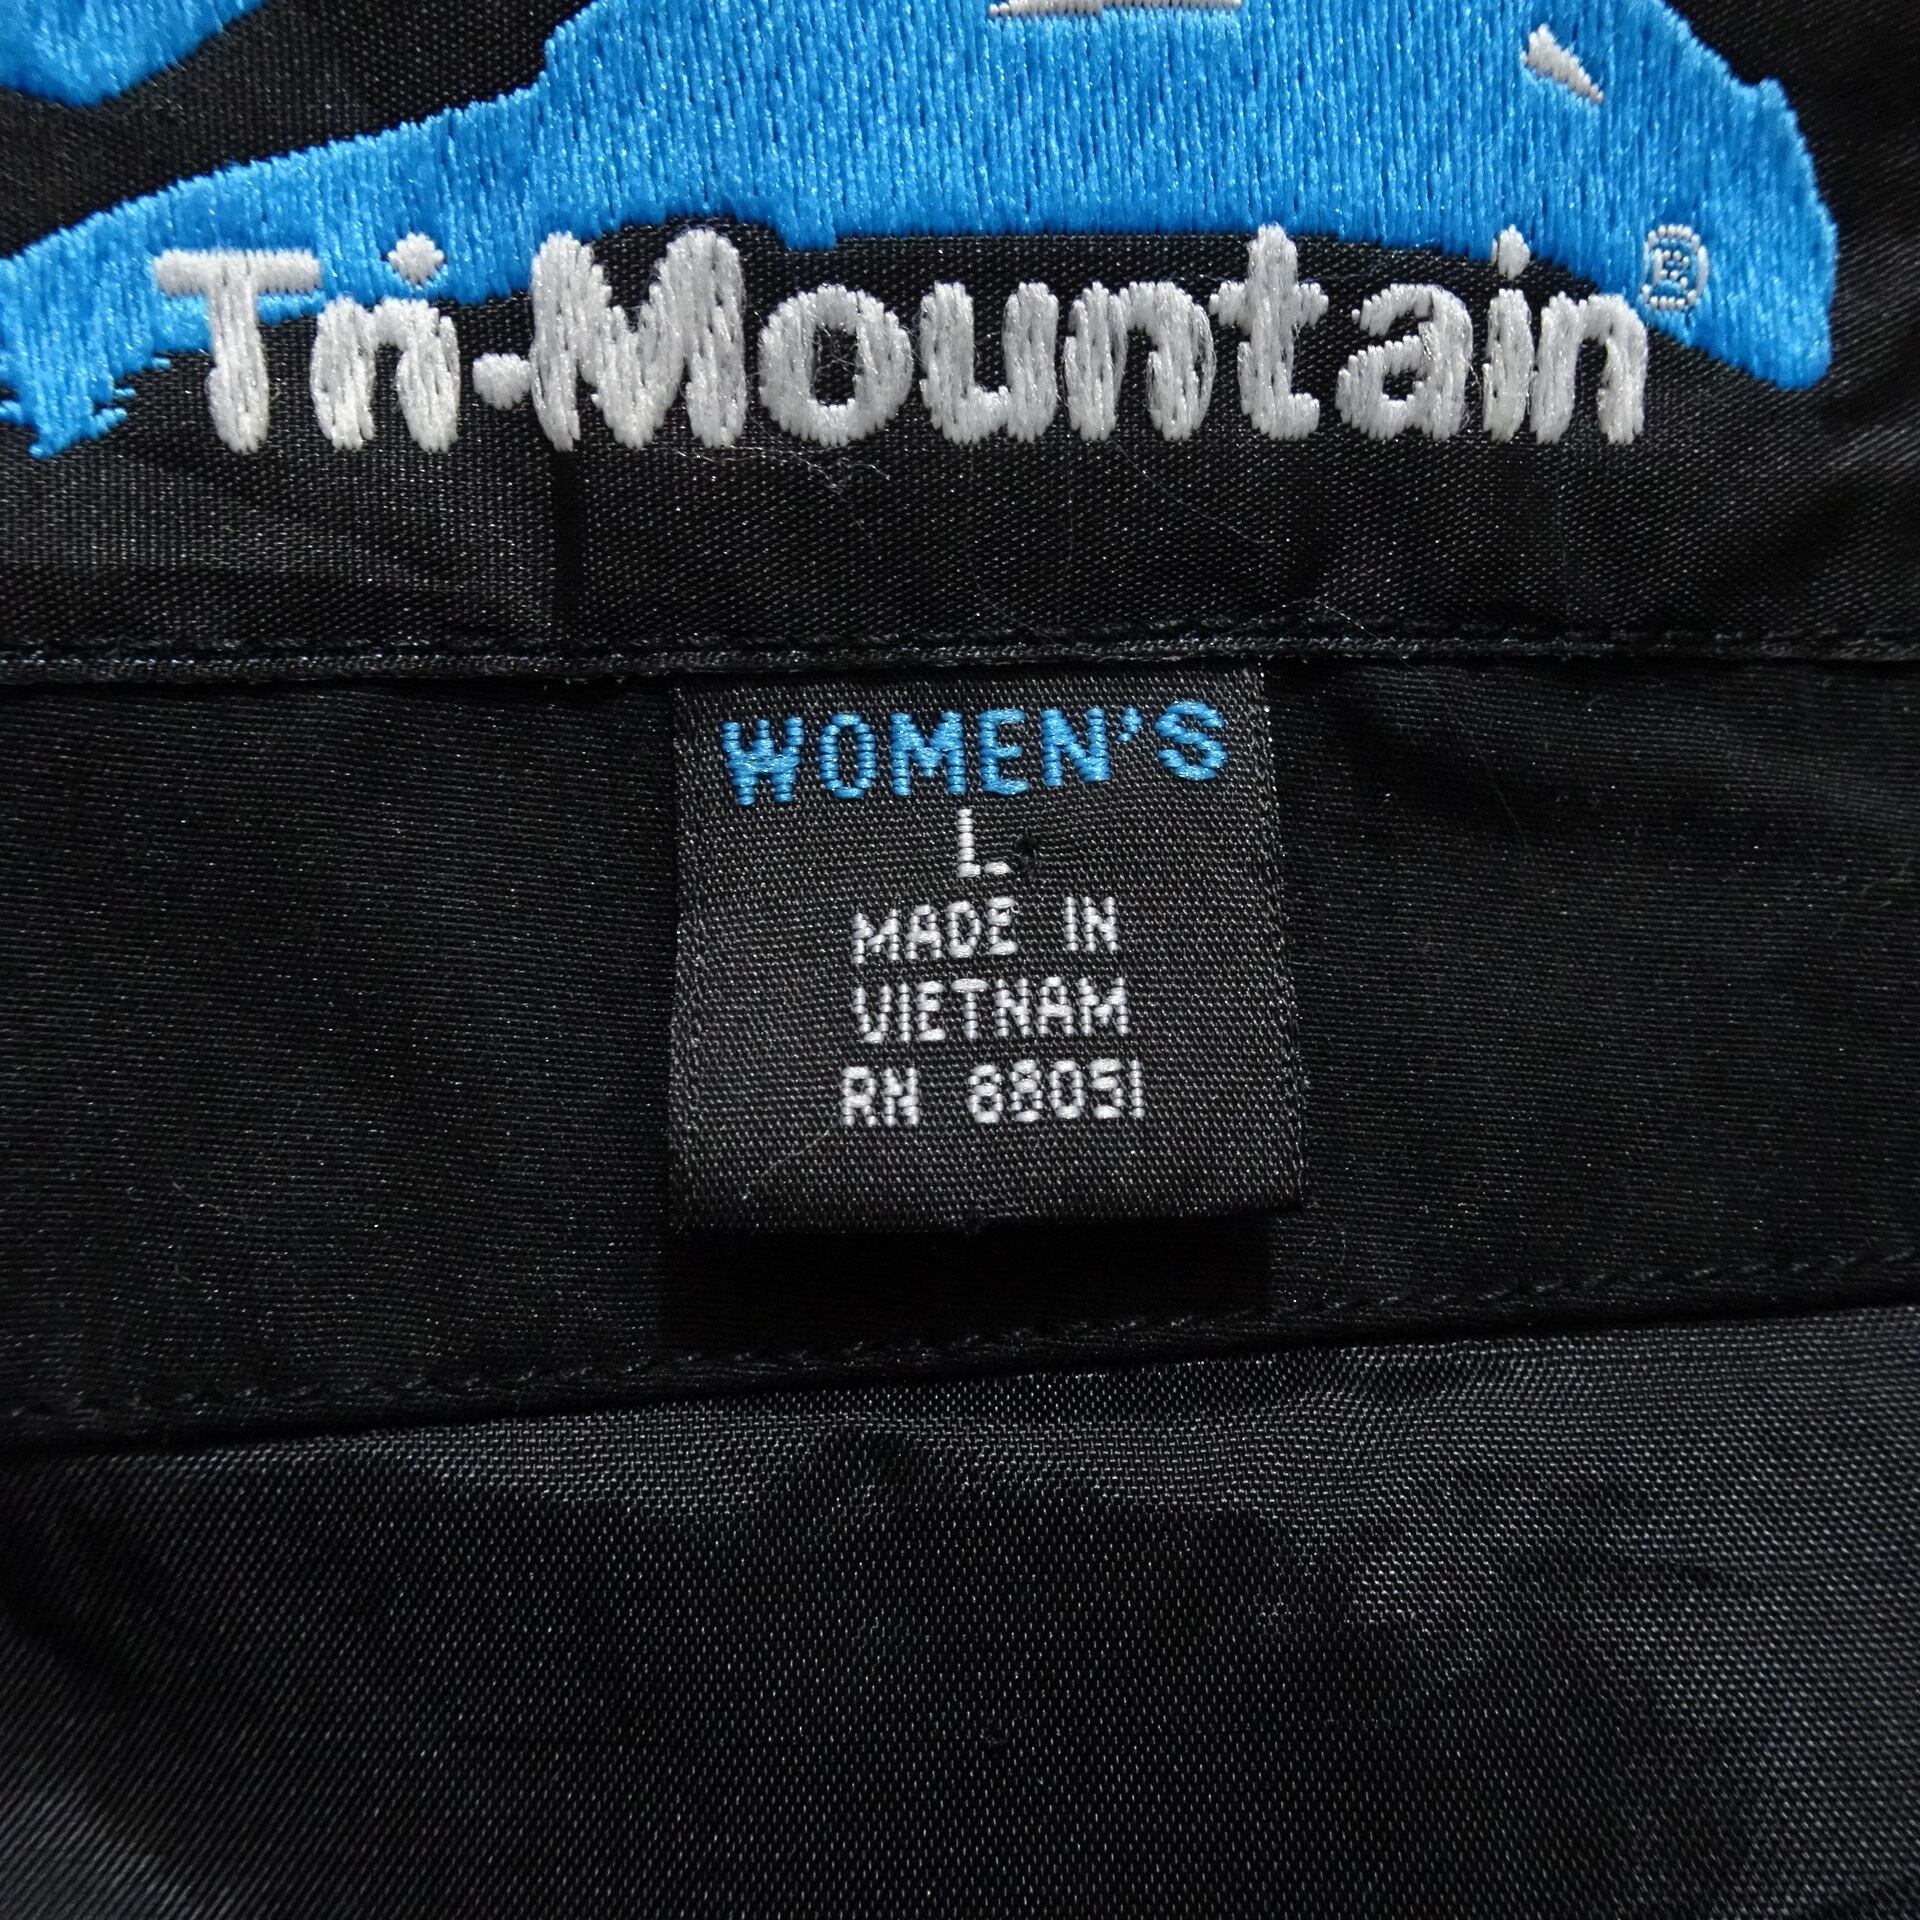 Tri-Mountain®
WOMEN'S
L
MADE IN
VIETNAM
RN 88051